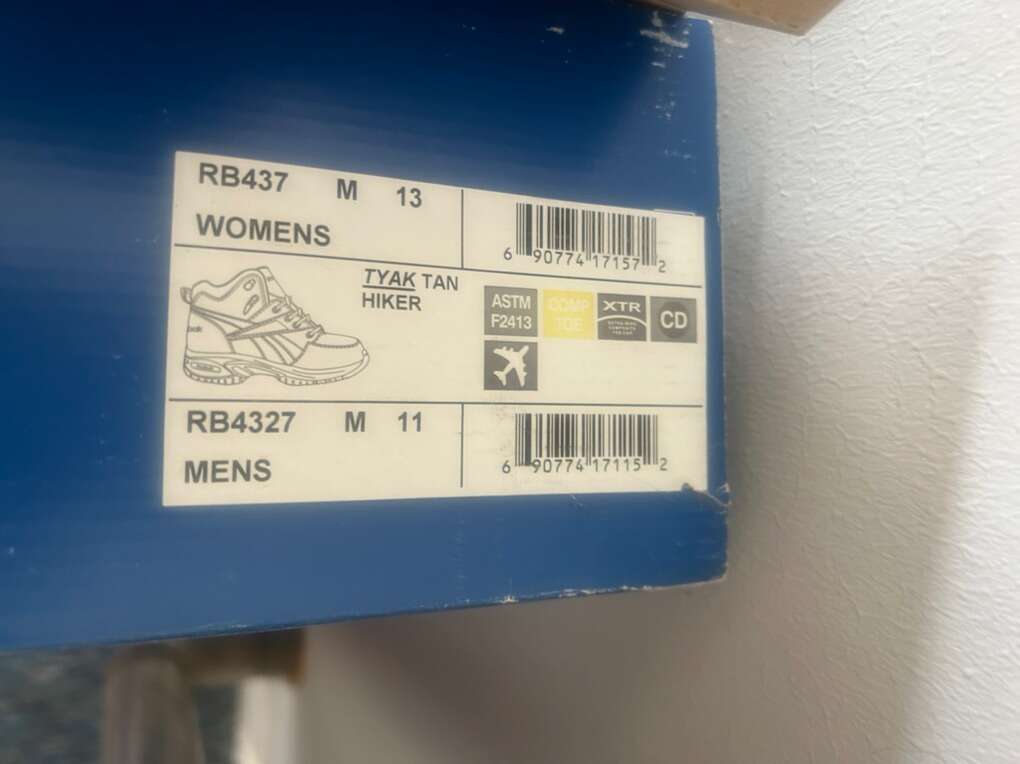 RB437 M 13
WOMENS
6 90774 17157 2
TYAK TAN
HIKER
ASTM
F2413
COMP
TOE
XTR
CD
RB4327 M 11
MENS
6 90774 17115 2